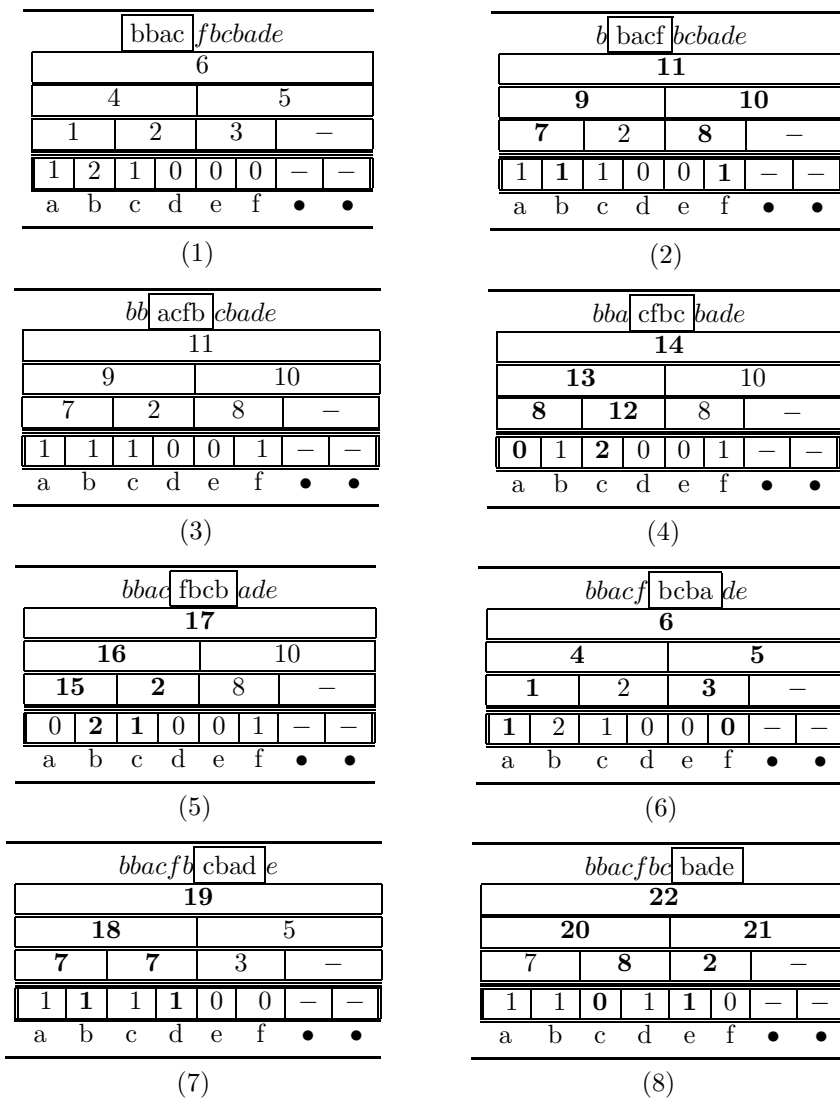 bbac fbcbade
6
4 5
1 2 3 −
1 2 1 0 0 0 − −
a b c d e f • •
(1)
b bacf bcbade
11
9 10
7 2 8 −
1 1 1 0 0 1 − −
a b c d e f • •
(2)
bb acfb cbade
11
9 10
7 2 8 −
1 1 1 0 0 1 − −
a b c d e f • •
(3)
bba cfbc bade
14
13 10
8 12 8 −
0 1 2 0 0 1 − −
a b c d e f • •
(4)
bbac fbcb ade
17
16 10
15 2 8 −
0 2 1 0 0 1 − −
a b c d e f • •
(5)
bbacf bcba de
6
4 5
1 2 3 −
1 2 1 0 0 0 − −
a b c d e f • •
(6)
bbacfb cbad e
19
18 5
7 7 3 −
1 1 1 1 0 0 − −
a b c d e f • •
(7)
bbacfbc bade
22
20 21
7 8 2 −
1 1 0 1 1 0 − −
a b c d e f • •
(8)